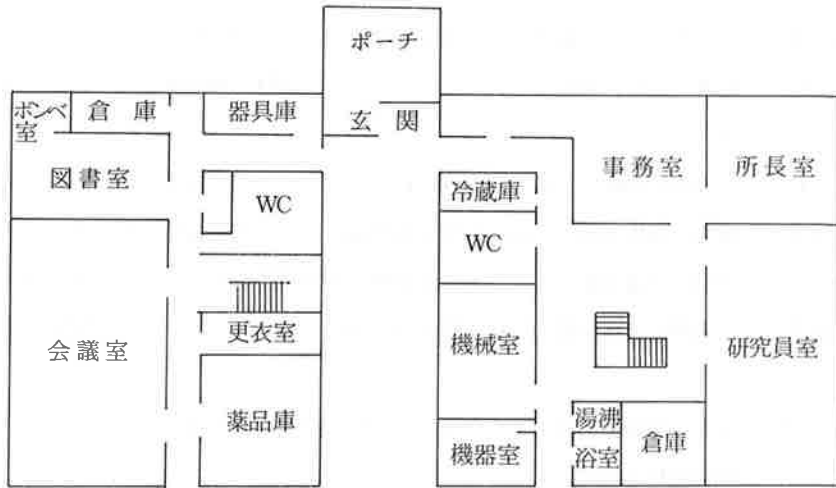 ポーチ
ボンベ室
倉庫
器具庫
玄関
図書室
WC
冷蔵庫
事務室
所長室
WC
会議室
更衣室
機械室
研究員室
薬品庫
湯沸
機器室
浴室
倉庫